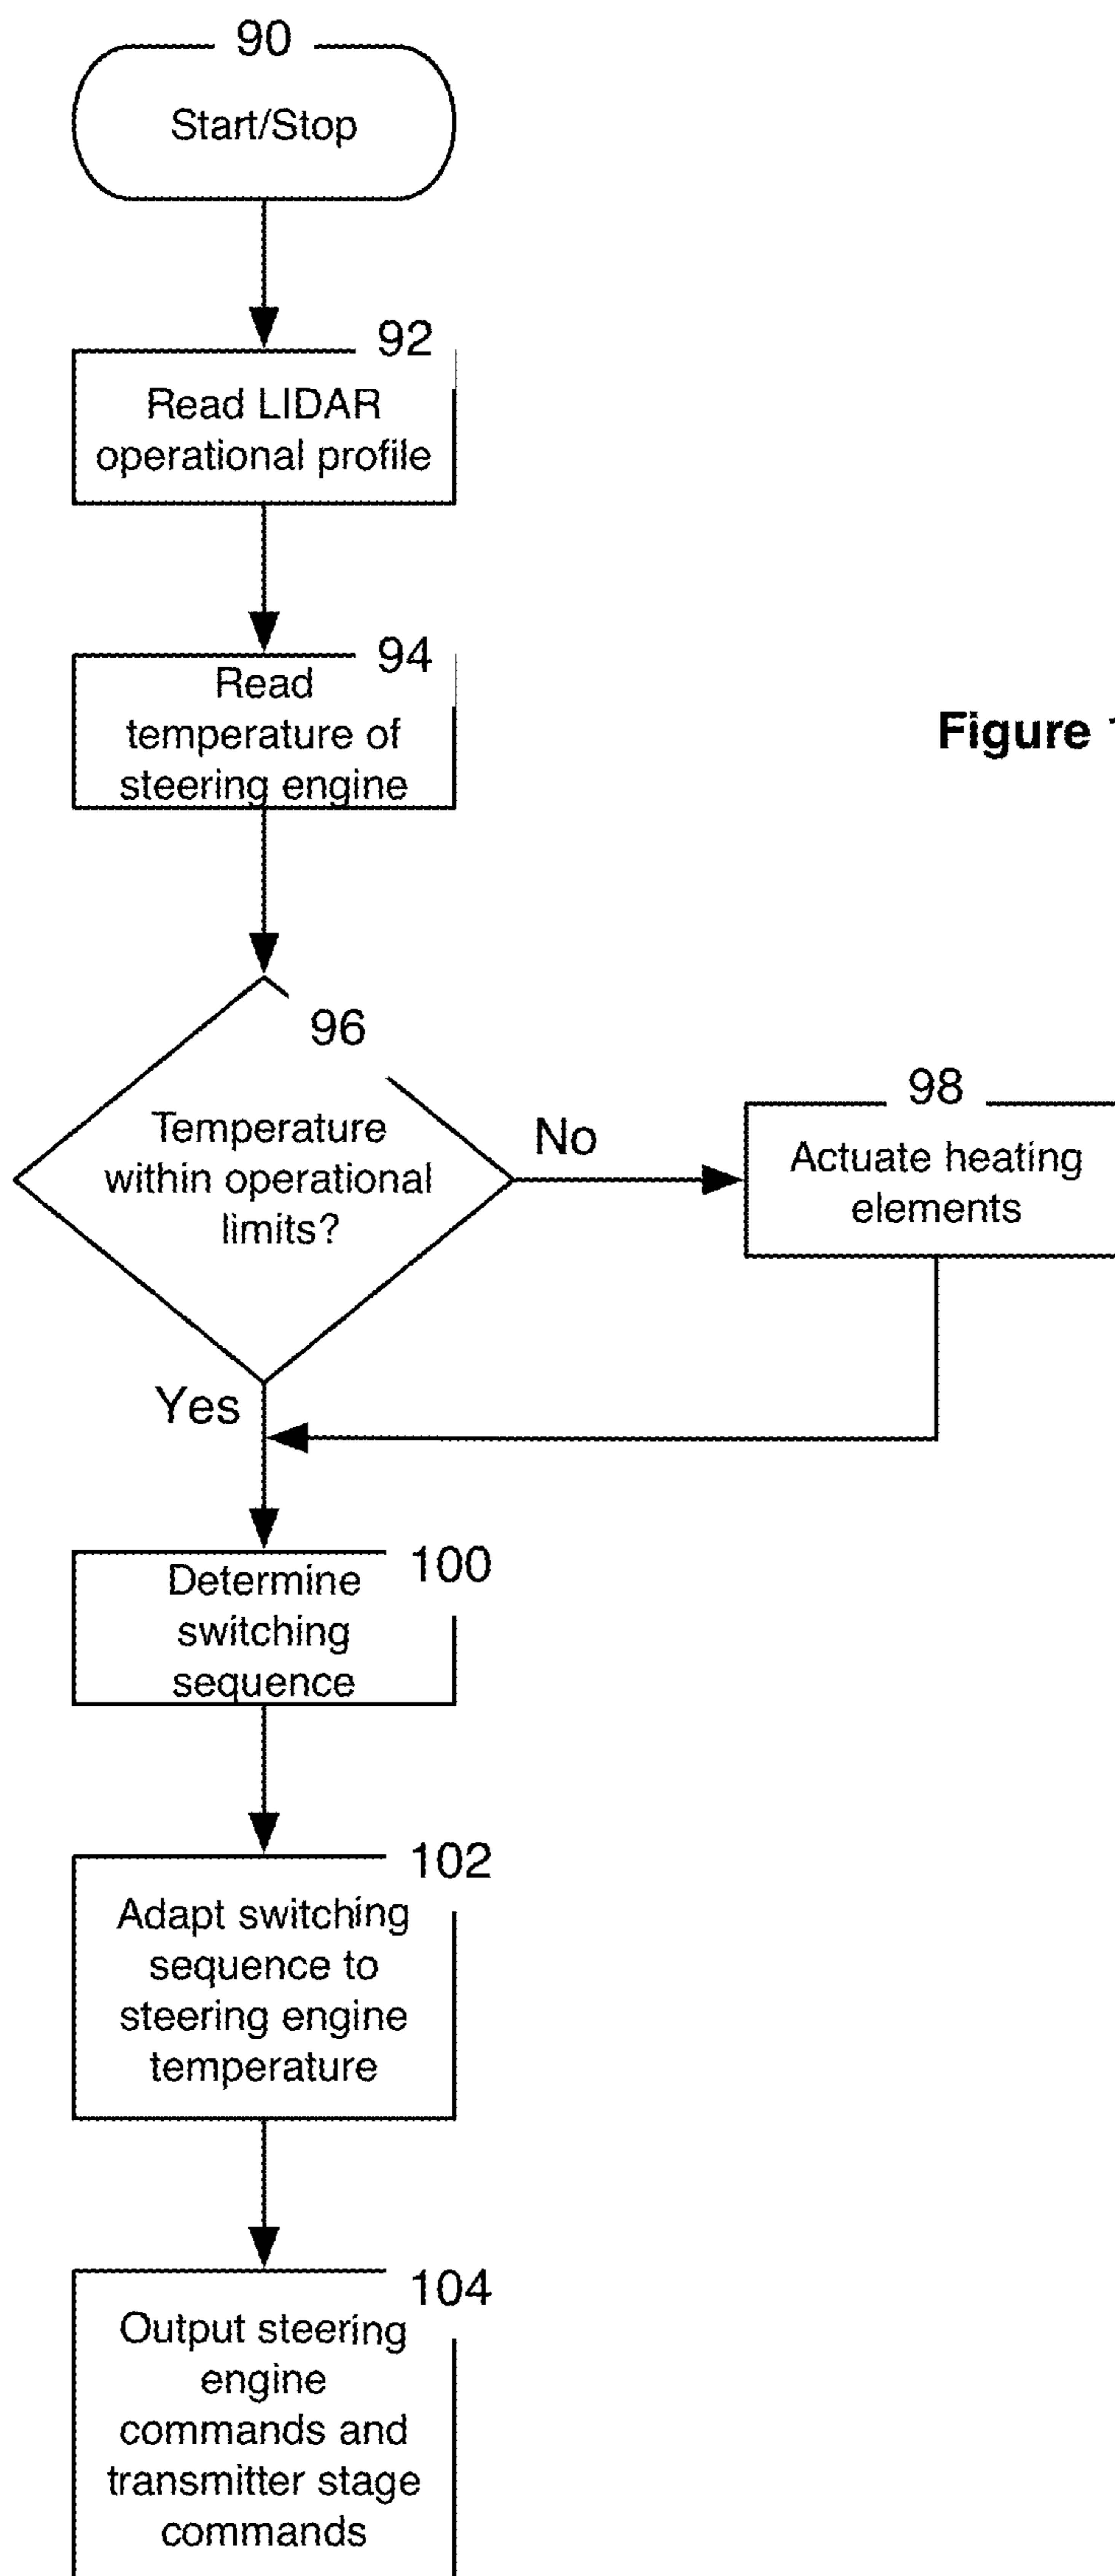 90
Start/Stop
92
Read LIDAR
operational profile
94
Read
temperature of
steering engine
Figure 1
96
Temperature
within operational
limits?
No
98
Actuate heating
elements
Yes
100
Determine
switching
sequence
102
Adapt switching
sequence to
steering engine
temperature
104
Output steering
engine
commands and
transmitter stage
commands